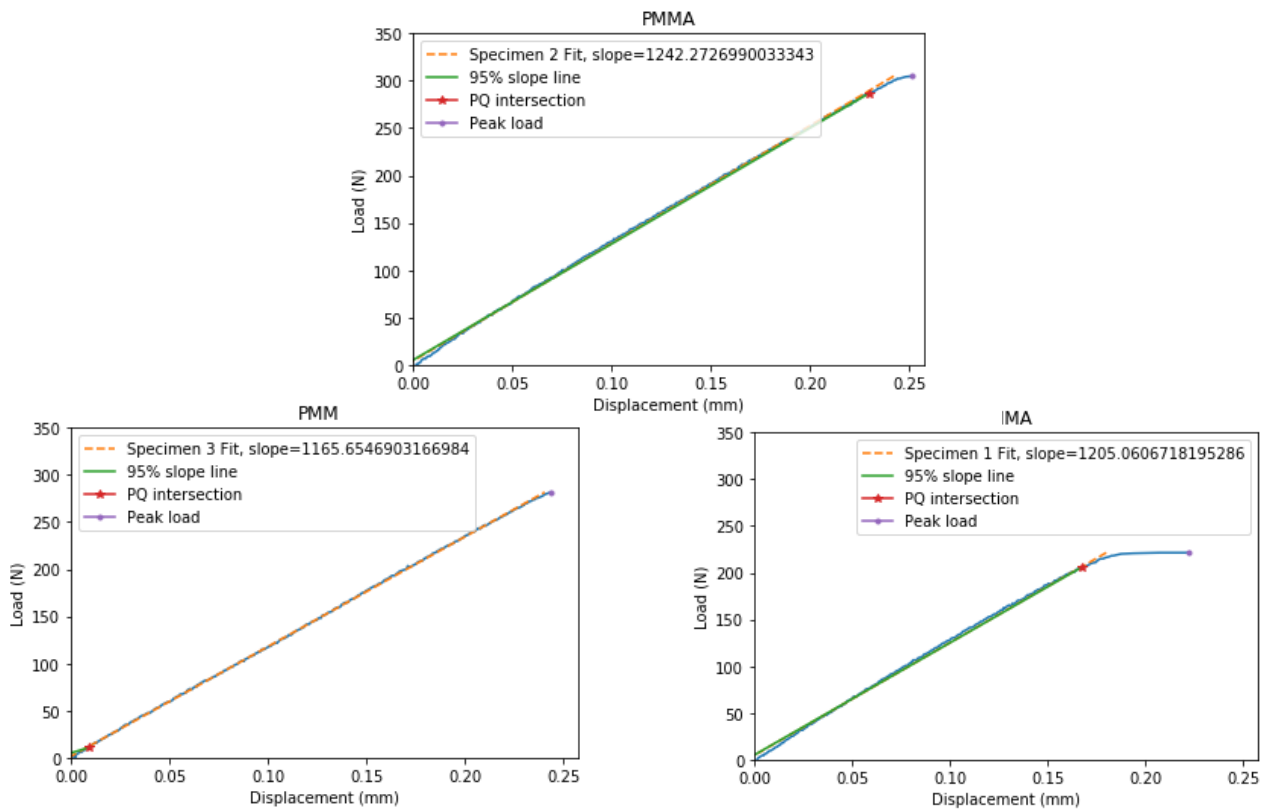 PMMA
350
300
250
200
150
100
50
0
Load (N)
Specimen 2 Fit, slope=1242.2726990033343
95% slope line
PQ intersection
Peak load
0.00 0.05 0.10 0.15 0.20 0.25
Displacement (mm)
PMM
350
300
250
200
150
100
50
0
Load (N)
Specimen 3 Fit, slope=1165.6546903166984
95% slope line
PQ intersection
Peak load
0.00 0.05 0.10 0.15 0.20 0.25
Displacement (mm)
IMA
350
300
250
200
150
100
50
0
Load (N)
Specimen 1 Fit, slope=1205.0606718195286
95% slope line
PQ intersection
Peak load
0.00 0.05 0.10 0.15 0.20 0.25
Displacement (mm)